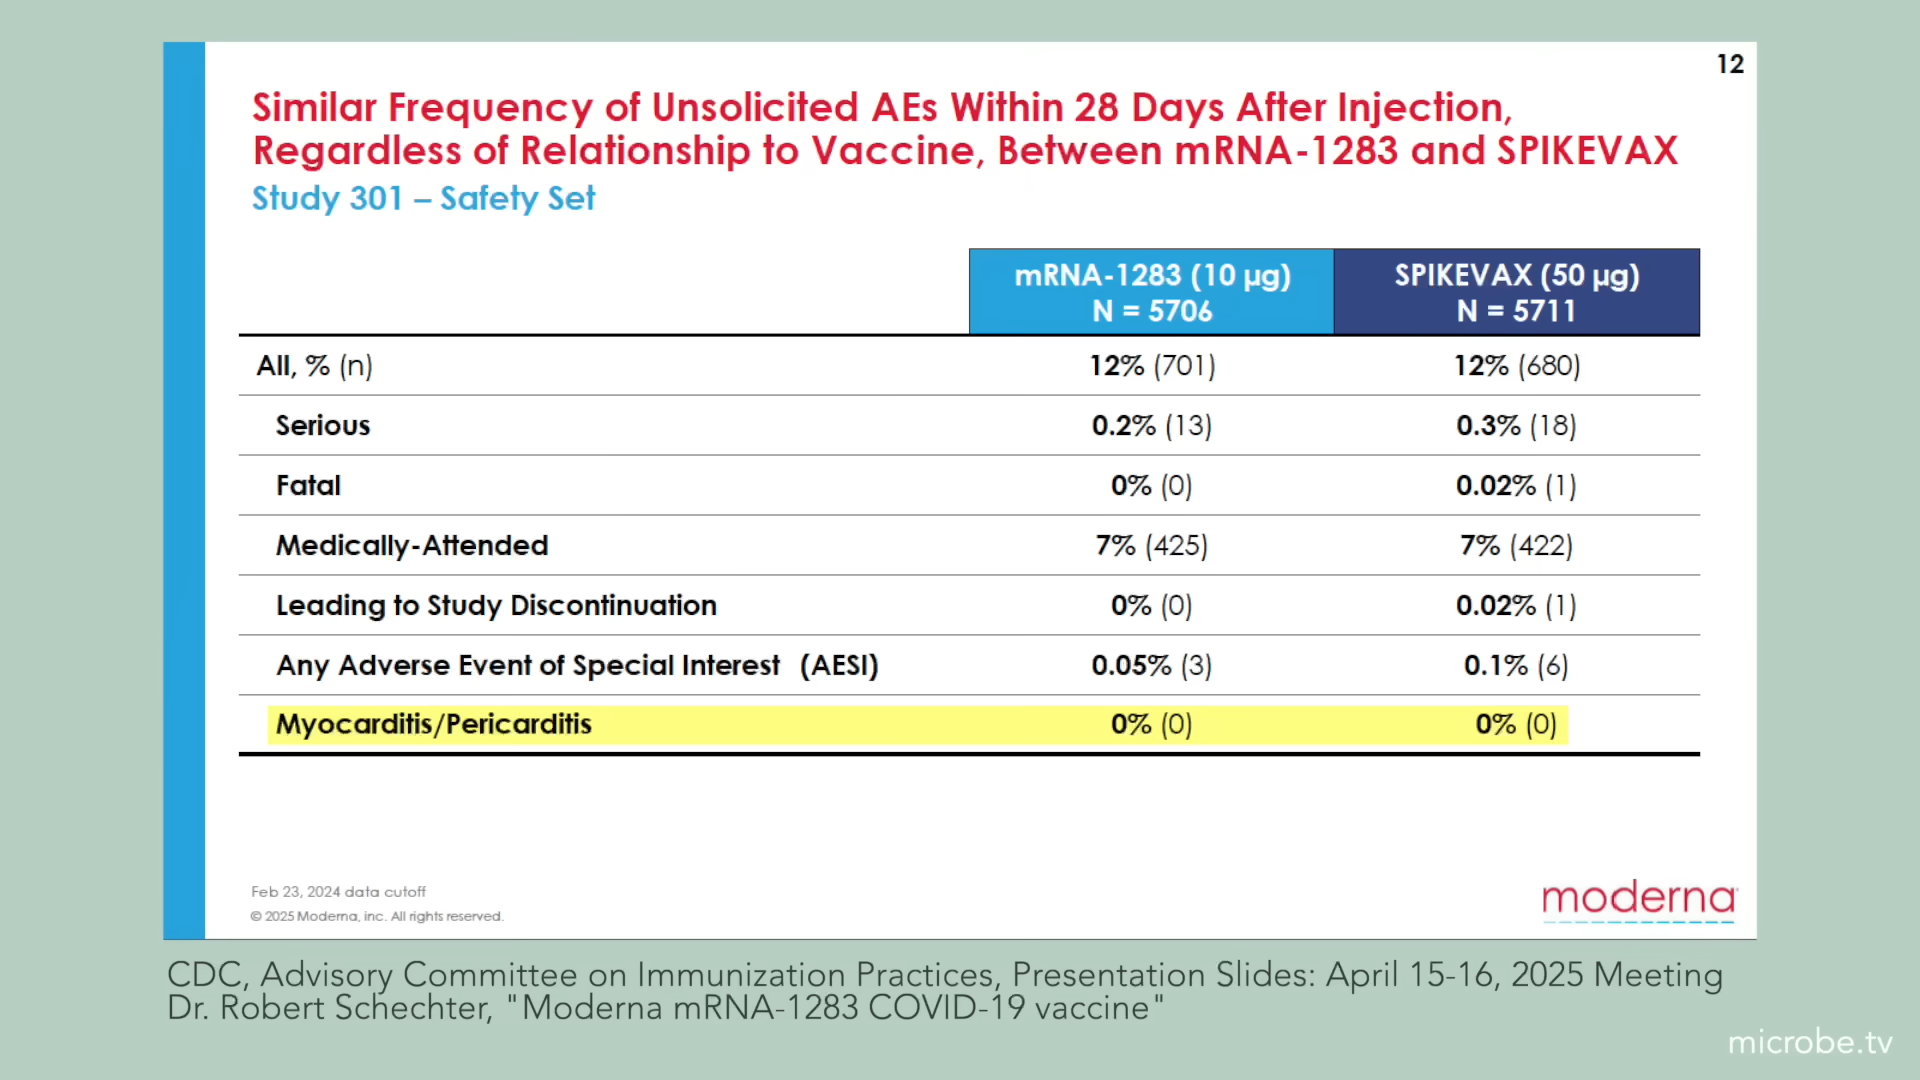 12
Similar Frequency of Unsolicited AEs Within 28 Days After Injection,
Regardless of Relationship to Vaccine, Between mRNA-1283 and SPIKEVAX
Study 301 – Safety Set
mRNA-1283 (10 µg) SPIKEVAX (50 µg)
N = 5706 N = 5711
All, % (n) 12% (701) 12% (680)
Serious 0.2% (13) 0.3% (18)
Fatal 0% (0) 0.02% (1)
Medically-Attended 7% (425) 7% (422)
Leading to Study Discontinuation 0% (0) 0.02% (1)
Any Adverse Event of Special Interest (AESI) 0.05% (3) 0.1% (6)
Myocarditis/Pericarditis 0% (0) 0% (0)
Feb 23, 2024 data cutoff
© 2025 Moderna, inc. All rights reserved.
moderna
CDC, Advisory Committee on Immunization Practices, Presentation Slides: April 15-16, 2025 Meeting
Dr. Robert Schechter, "Moderna mRNA-1283 COVID-19 vaccine"
microbe.tv